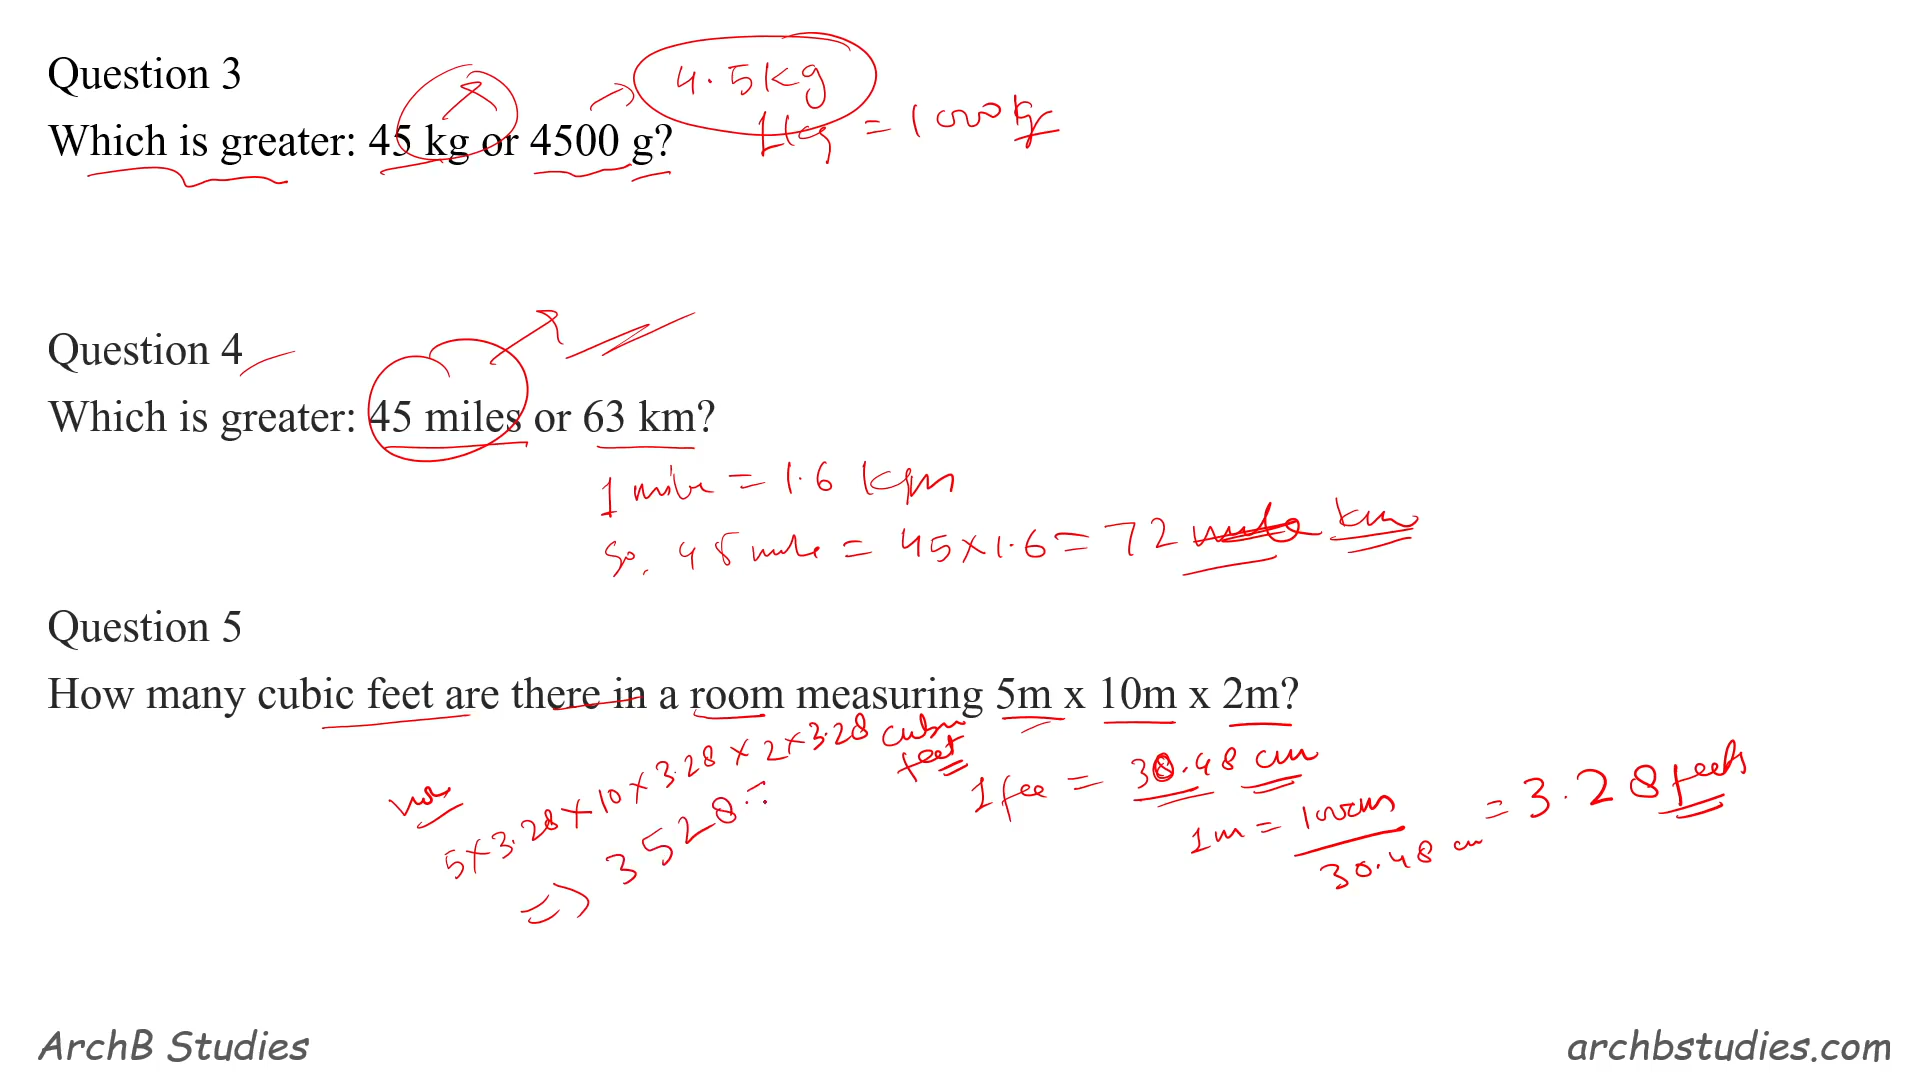 Question 3
4.5kg
Which is greater: 45 kg or 4500 g?
1kg = 1000 kg
Question 4
Which is greater: 45 miles or 63 km?
1 mile = 1.6 km
So, 45 mile = 45×1.6 = 72 km
Question 5
How many cubic feet are there in a room measuring 5m x 10m x 2m?
5×3.28×10×3.28×2×3.28 cubic feet
⇒ 3528.
1 fee = 30.48 cm
1m = 100cm / 30.48 cm = 3.28 feets
ArchB Studies
archbstudies.com